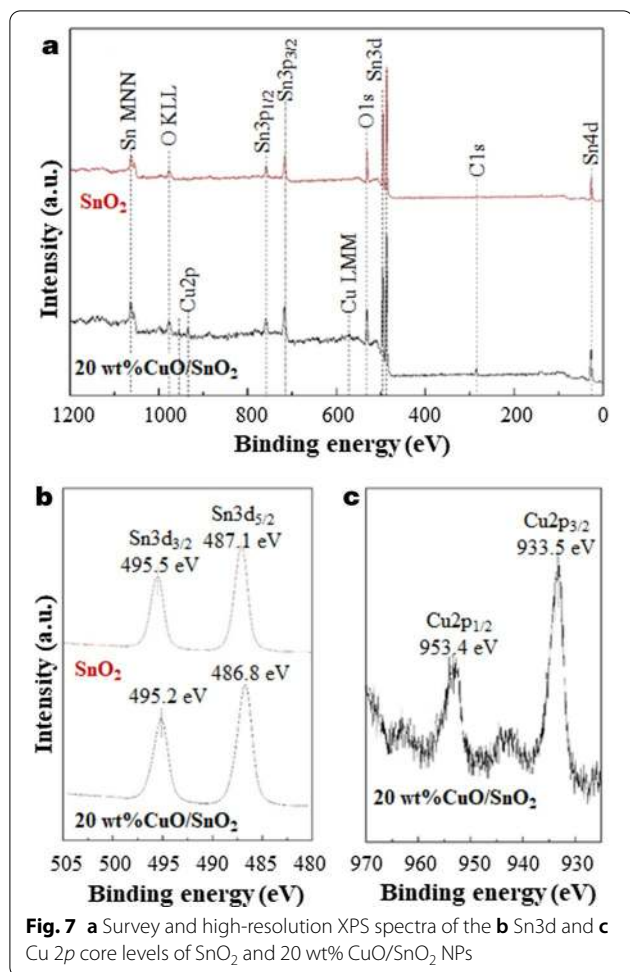 a
Sn MNN
O KLL
Cu2p
Sn3p1/2
Sn3p3/2
Cu LMM
O1s
Sn3d
C1s
Sn4d
SnO2
20 wt%CuO/SnO2
Intensity (a.u.)
1200 1000 800 600 400 200 0
Binding energy (eV)
b
Sn3d3/2
495.5 eV
Sn3d5/2
487.1 eV
SnO2
495.2 eV
486.8 eV
20 wt%CuO/SnO2
Intensity (a.u.)
505 500 495 490 485 480
Binding energy (eV)
c
Cu2p3/2
933.5 eV
Cu2p1/2
953.4 eV
20 wt%CuO/SnO2
970 960 950 940 930
Binding energy (eV)
Fig. 7 a Survey and high-resolution XPS spectra of the b Sn3d and c
Cu 2p core levels of SnO2 and 20 wt% CuO/SnO2 NPs